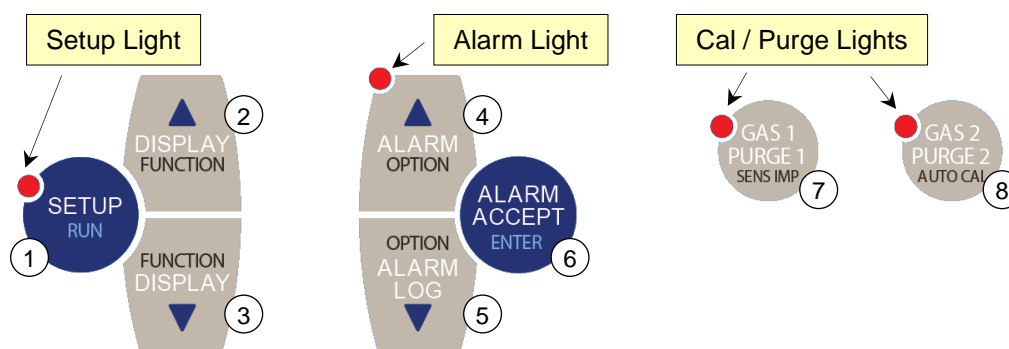 Setup Light
Alarm Light
Cal / Purge Lights
2
DISPLAY
FUNCTION
SETUP
RUN
1
FUNCTION
DISPLAY
3
4
ALARM
OPTION
ALARM
ACCEPT
ENTER
6
OPTION
ALARM
LOG
5
GAS 1
PURGE 1
SENS IMP
7
GAS 2
PURGE 2
AUTO CAL
8